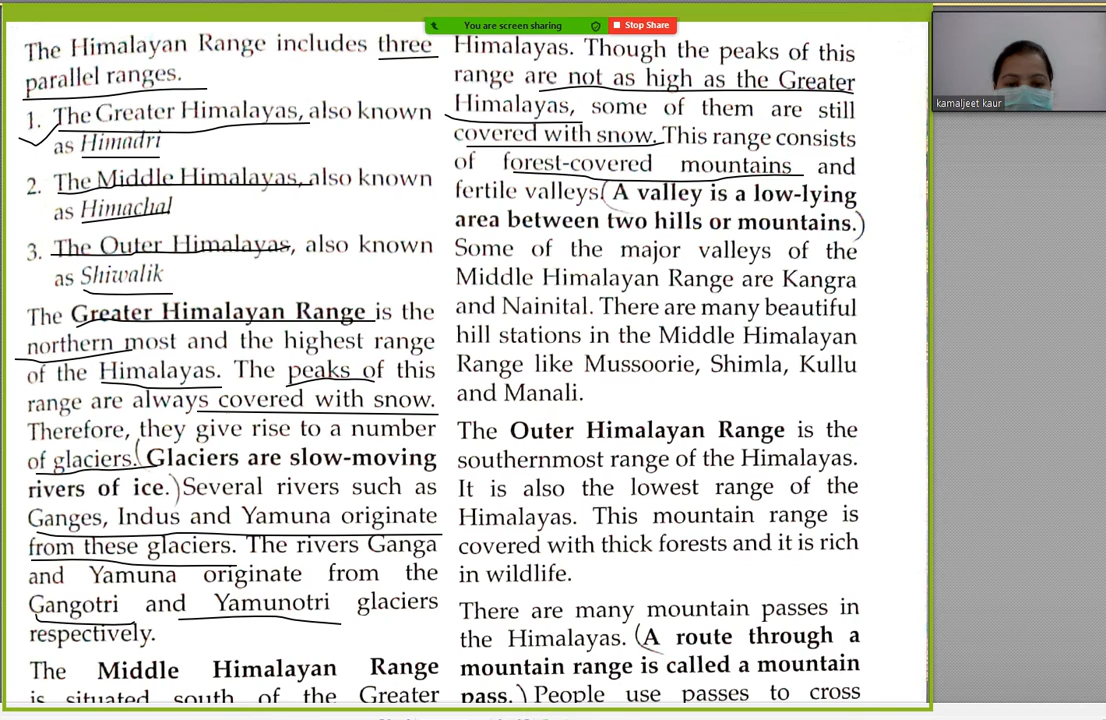 You are screen sharing
Stop Share
kamaljeet kaur
The Himalayan Range includes three
parallel ranges.
1. The Greater Himalayas, also known
as Himadri
2. The Middle Himalayas, also known
as Himachal
3. The Outer Himalayas, also known
as Shiwalik
The Greater Himalayan Range is the
northern most and the highest range
of the Himalayas. The peaks of this
range are always covered with snow.
Therefore, they give rise to a number
of glaciers. (Glaciers are slow-moving
rivers of ice.) Several rivers such as
Ganges, Indus and Yamuna originate
from these glaciers. The rivers Ganga
and Yamuna originate from the
Gangotri and Yamunotri glaciers
respectively.
The Middle Himalayan Range
is situated south of the Greater
Himalayas. Though the peaks of this
range are not as high as the Greater
Himalayas, some of them are still
covered with snow. This range consists
of forest-covered mountains and
fertile valleys. (A valley is a low-lying
area between two hills or mountains.)
Some of the major valleys of the
Middle Himalayan Range are Kangra
and Nainital. There are many beautiful
hill stations in the Middle Himalayan
Range like Mussoorie, Shimla, Kullu
and Manali.
The Outer Himalayan Range is the
southernmost range of the Himalayas.
It is also the lowest range of the
Himalayas. This mountain range is
covered with thick forests and it is rich
in wildlife.
There are many mountain passes in
the Himalayas. (A route through a
mountain range is called a mountain
pass.) People use passes to cross